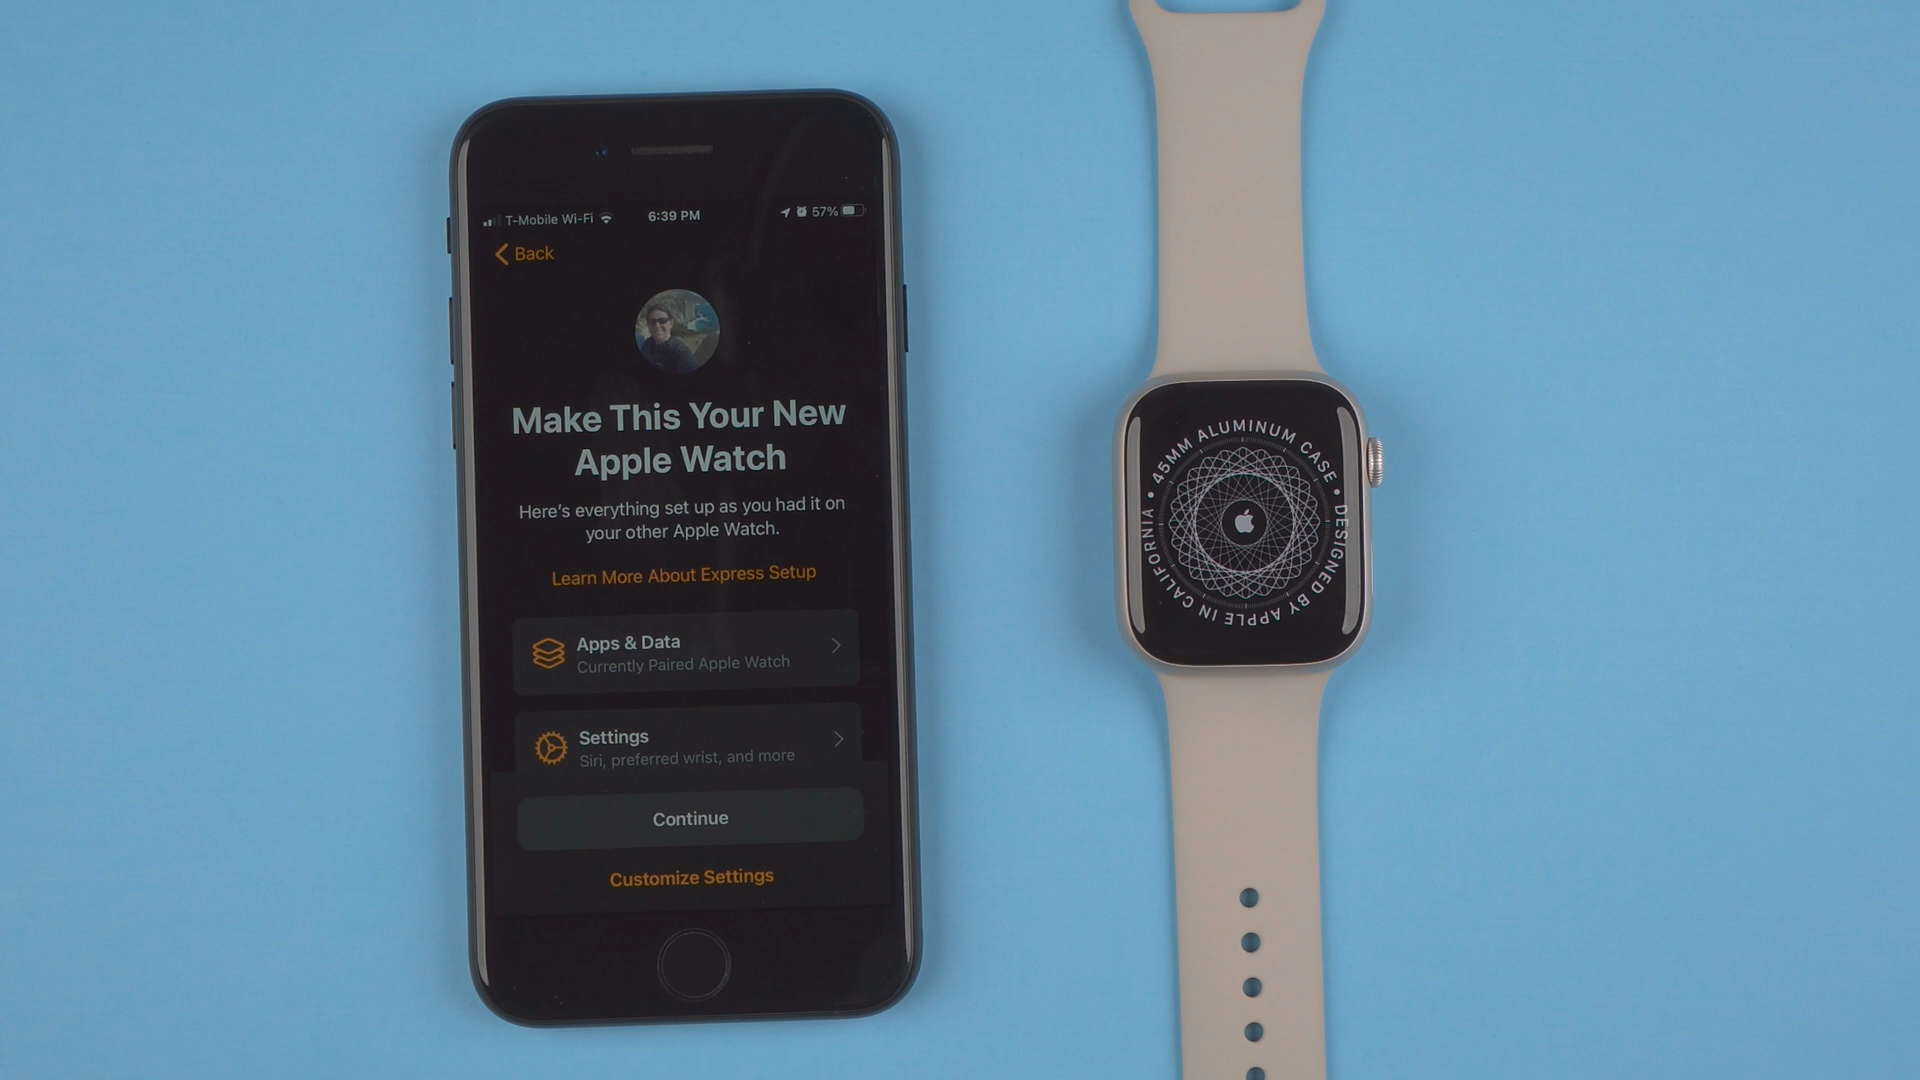 T-Mobile Wi-Fi
6:39 PM
57%
Back
Make This Your New
Apple Watch
Here's everything set up as you had it on
your other Apple Watch.
Learn More About Express Setup
Apps & Data
Currently Paired Apple Watch
Settings
Siri, preferred wrist, and more
Continue
Customize Settings
• 45MM ALUMINUM CASE • DESIGNED BY APPLE IN CALIFORNIA